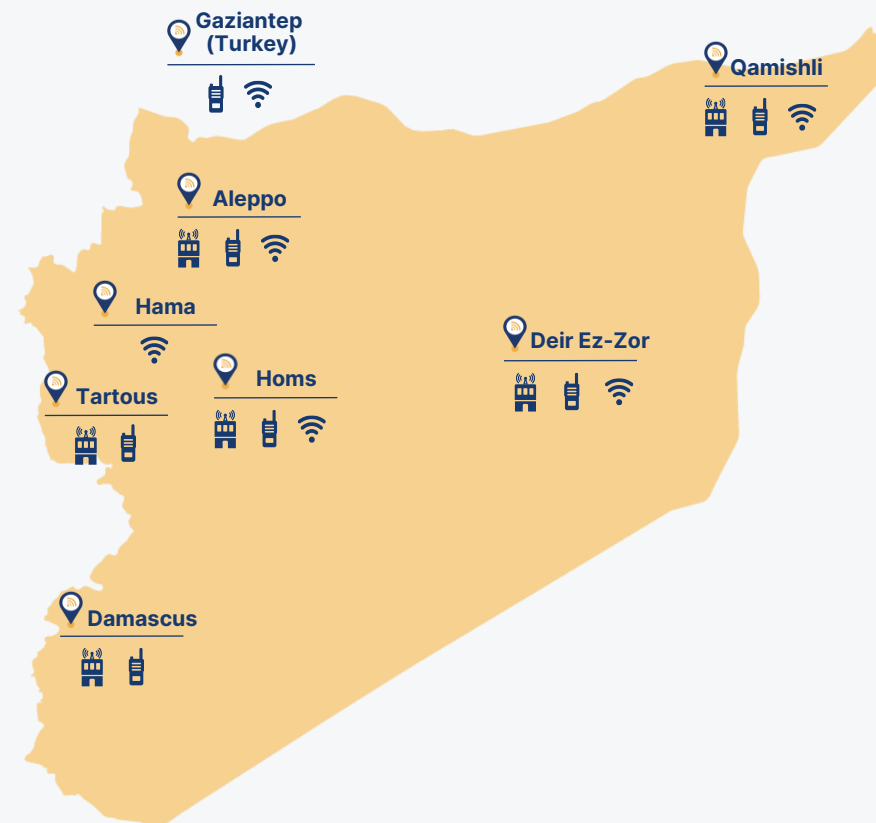 Gaziantep
(Turkey)
Qamishli
Aleppo
Hama
Deir Ez-Zor
Homs
Tartous
Damascus